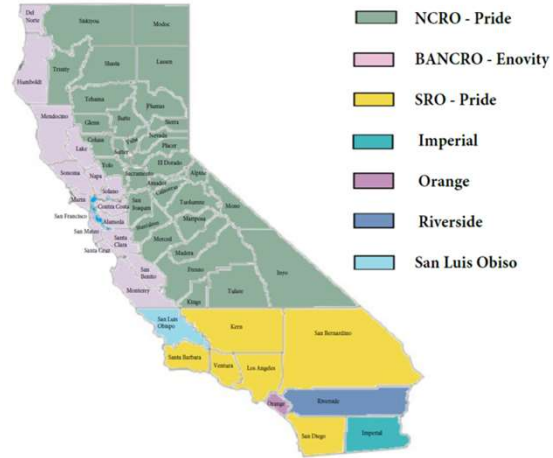 NCRO - Pride
BANCRO - Enovity
SRO - Pride
Imperial
Orange
Riverside
San Luis Obiso
Del
Norte
Siskiyou
Modoc
Humboldt
Trinity
Shasta
Lassen
Tehama
Plumas
Mendocino
Glenn
Butte
Sierra
Nevada
Colusa
Yuba
Placer
Lake
Sutter
El Dorado
Yolo
Sonoma
Napa
Sacramento
Alpine
Solano
Amador
Calaveras
Marin
Contra Costa
San
Joaquin
Tuolumne
Mono
San Francisco
Alameda
Stanislaus
Mariposa
San Mateo
Santa
Clara
Merced
Santa Cruz
Madera
San
Benito
Fresno
Inyo
Monterey
Kings
Tulare
San Luis
Obispo
Kern
San Bernardino
Santa Barbara
Ventura
Los Angeles
Orange
Riverside
San Diego
Imperial